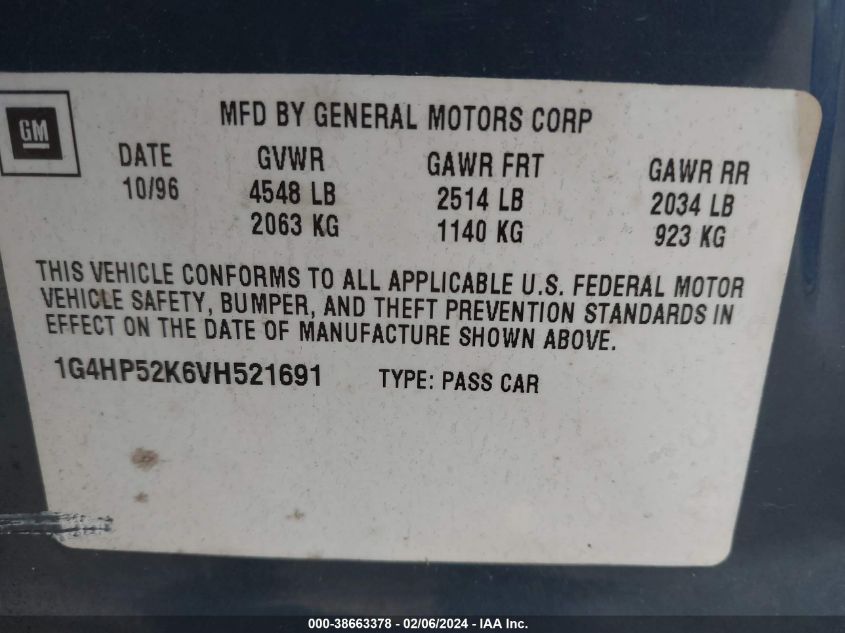 GM
MFD BY GENERAL MOTORS CORP
DATE GVWR GAWR FRT GAWR RR
10/96 4548 LB 2514 LB 2034 LB
2063 KG 1140 KG 923 KG
THIS VEHICLE CONFORMS TO ALL APPLICABLE U.S. FEDERAL MOTOR
VEHICLE SAFETY, BUMPER, AND THEFT PREVENTION STANDARDS IN
EFFECT ON THE DATE OF MANUFACTURE SHOWN ABOVE.
1G4HP52K6VH521691 TYPE: PASS CAR
000-38663378 - 02/06/2024 - IAA Inc.